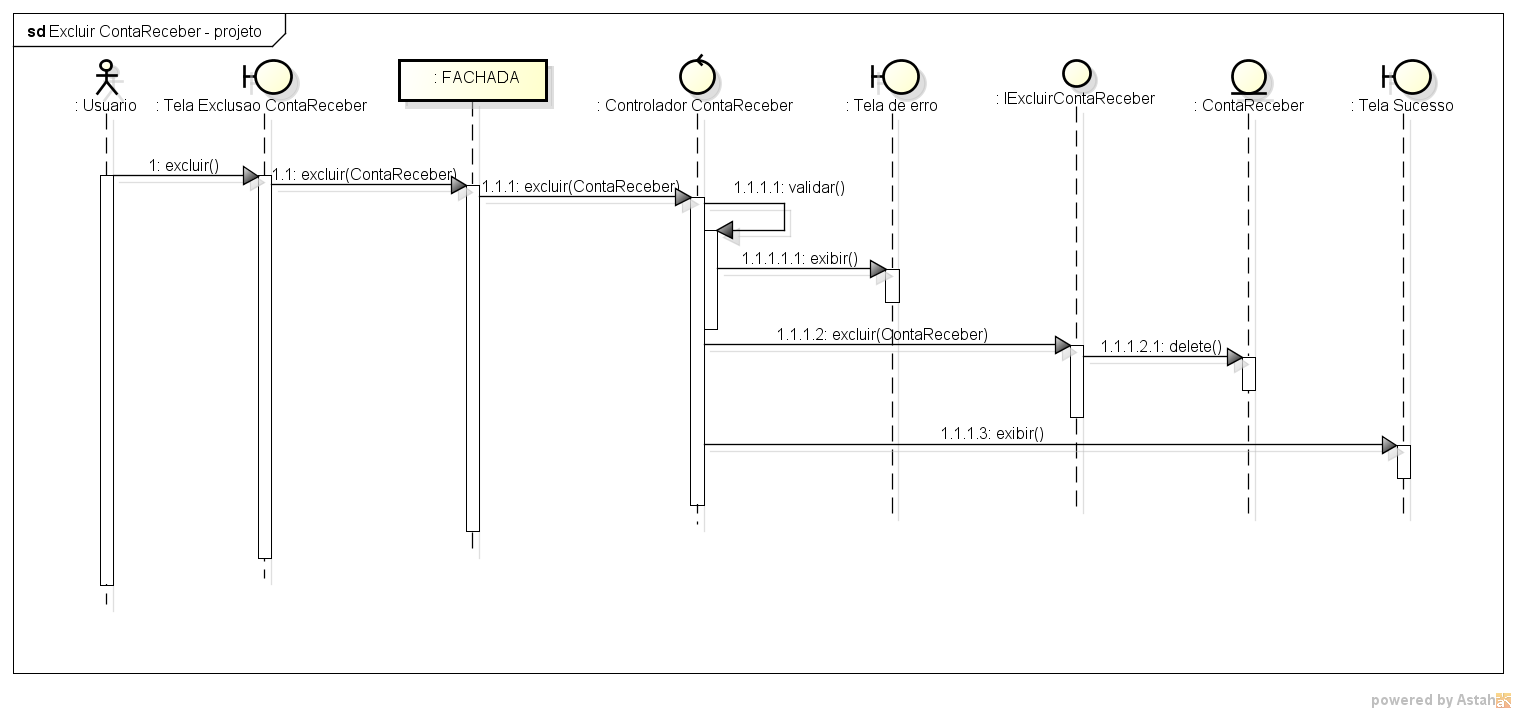 sd Excluir ContaReceber - projeto
: Usuario
: Tela Exclusao ContaReceber
: FACHADA
: Controlador ContaReceber
: Tela de erro
: IExcluirContaReceber
: ContaReceber
: Tela Sucesso
1: excluir()
1.1: excluir(ContaReceber)
1.1.1: excluir(ContaReceber)
1.1.1.1: validar()
1.1.1.1.1: exibir()
1.1.1.2: excluir(ContaReceber)
1.1.1.2.1: delete()
1.1.1.3: exibir()
powered by Astah